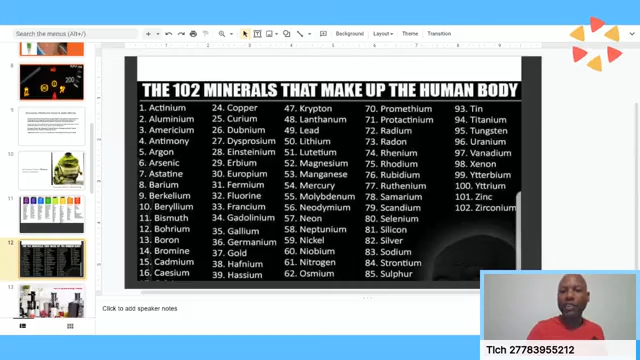 Search the menus (Alt+/)
Background
Layout
Theme
Transition
8
9
10
11
12
13
THE 102 MINERALS THAT MAKE UP THE HUMAN BODY
1. Actinium
2. Aluminium
3. Americium
4. Antimony
5. Argon
6. Arsenic
7. Astatine
8. Barium
9. Berkelium
10. Beryllium
11. Bismuth
12. Bohrium
13. Boron
14. Bromine
15. Cadmium
16. Caesium
24. Copper
25. Curium
26. Dubnium
27. Dysprosium
28. Einsteinium
29. Erbium
30. Europium
31. Fermium
32. Fluorine
33. Francium
34. Gadolinium
35. Gallium
36. Germanium
37. Gold
38. Hafnium
39. Hassium
47. Krypton
48. Lanthanum
49. Lead
50. Lithium
51. Lutetium
52. Magnesium
53. Manganese
54. Mercury
55. Molybdenum
56. Neodymium
57. Neon
58. Neptunium
59. Nickel
60. Niobium
61. Nitrogen
62. Osmium
70. Promethium
71. Protactinium
72. Radium
73. Radon
74. Rhenium
75. Rhodium
76. Rubidium
77. Ruthenium
78. Samarium
79. Scandium
80. Selenium
81. Silicon
82. Silver
83. Sodium
84. Strontium
85. Sulphur
93. Tin
94. Titanium
95. Tungsten
96. Uranium
97. Vanadium
98. Xenon
99. Ytterbium
100. Yttrium
101. Zinc
102. Zirconium
Click to add speaker notes
Tlch 27783955212